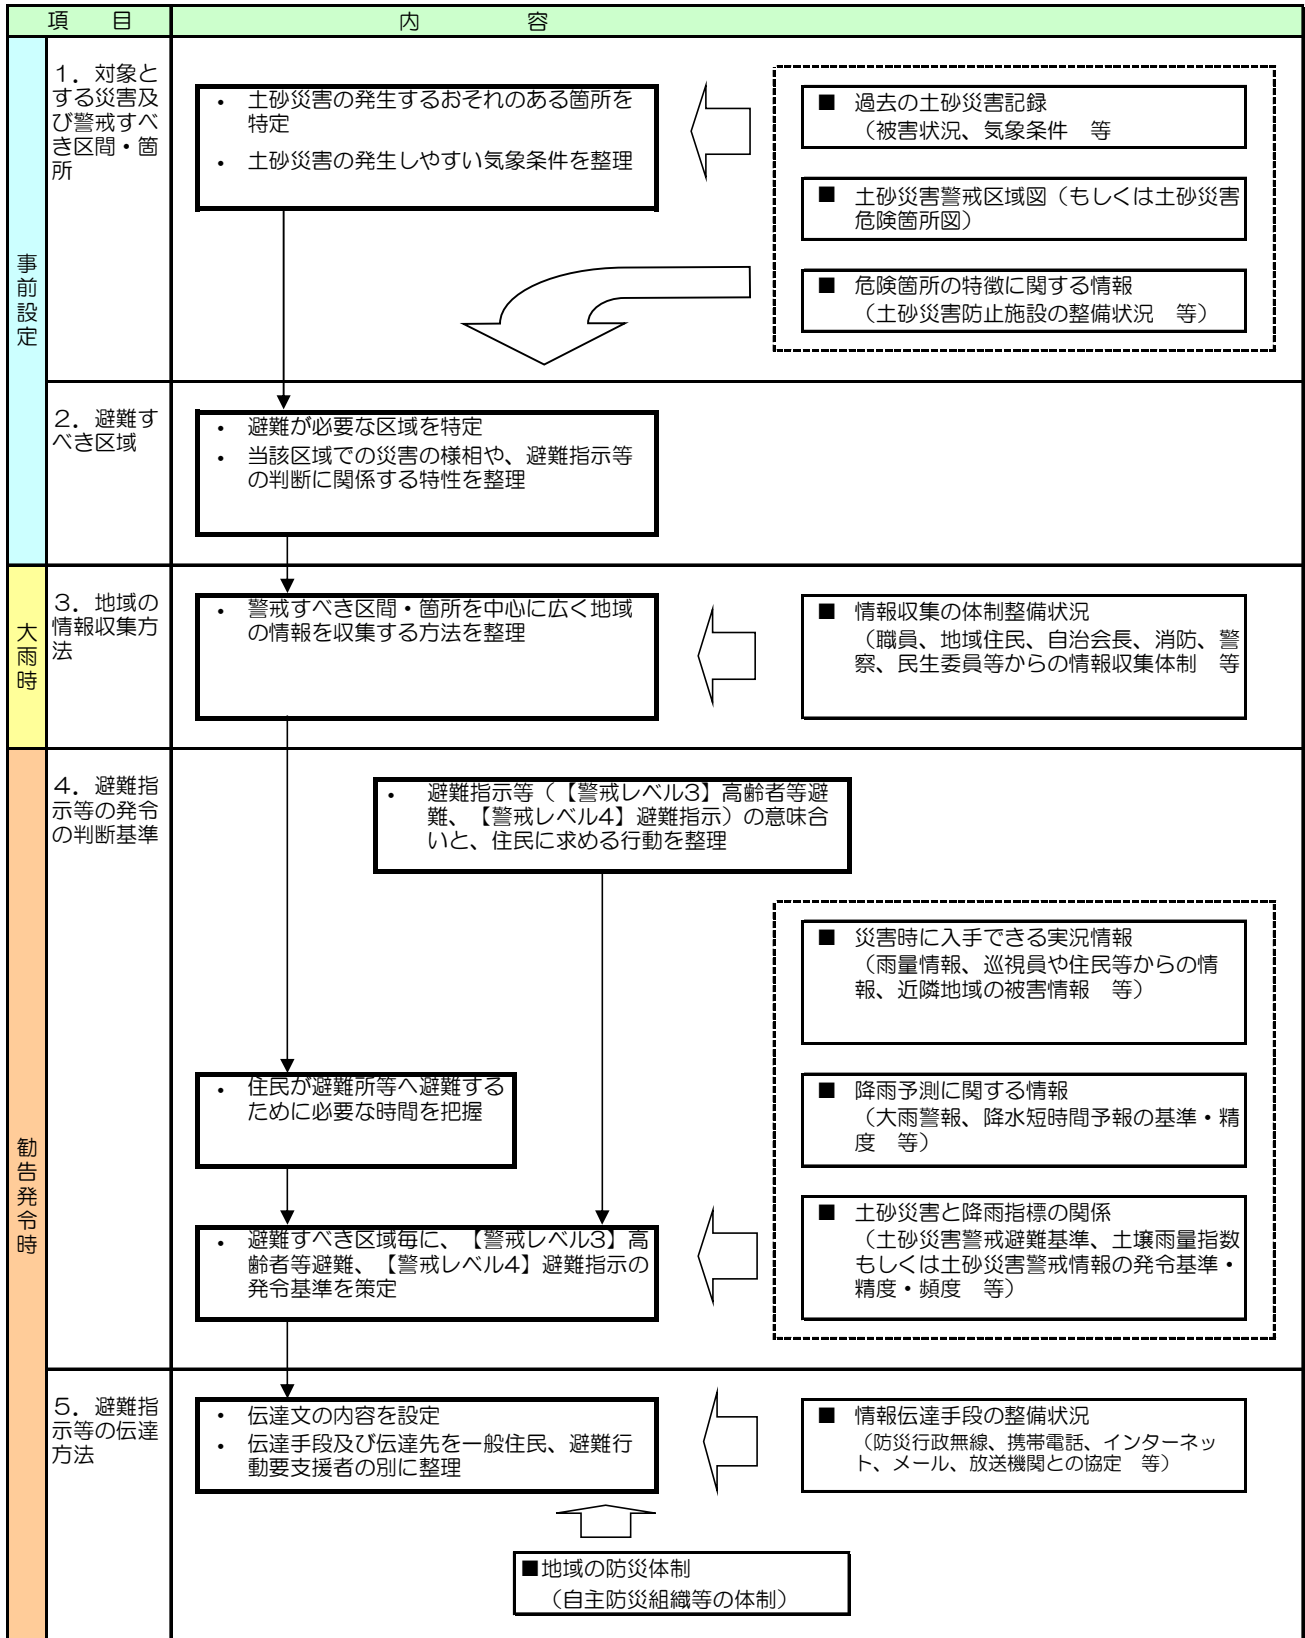 項　目
内　容
事前設定
１．対象と
する災害及
び警戒すべ
き区間・箇
所
・ 土砂災害の発生するおそれのある箇所を
特定
・ 土砂災害の発生しやすい気象条件を整理
■ 過去の土砂災害記録
（被害状況、気象条件　等
■ 土砂災害警戒区域図（もしくは土砂災害
危険箇所図）
■ 危険箇所の特徴に関する情報
（土砂災害防止施設の整備状況　等）
２．避難す
べき区域
・ 避難が必要な区域を特定
・ 当該区域での災害の様相や、避難指示等
の判断に関係する特性を整理
大雨時
３．地域の
情報収集方
法
・ 警戒すべき区間・箇所を中心に広く地域
の情報を収集する方法を整理
■ 情報収集の体制整備状況
（職員、地域住民、自治会長、消防、警
察、民生委員等からの情報収集体制　等
勧告発令時
４．避難指
示等の発令
の判断基準
・ 避難指示等（【警戒レベル3】高齢者等避
難、【警戒レベル4】避難指示）の意味合
いと、住民に求める行動を整理
■ 災害時に入手できる実況情報
（雨量情報、巡視員や住民等からの情
報、近隣地域の被害情報　等）
・ 住民が避難所等へ避難する
ために必要な時間を把握
■ 降雨予測に関する情報
（大雨警報、降水短時間予報の基準・精
度　等）
・ 避難すべき区域毎に、【警戒レベル3】高
齢者等避難、【警戒レベル4】避難指示の
発令基準を策定
■ 土砂災害と降雨指標の関係
（土砂災害警戒避難基準、土壌雨量指数
もしくは土砂災害警戒情報の発令基準・
精度・頻度　等）
５．避難指
示等の伝達
方法
・ 伝達文の内容を設定
・ 伝達手段及び伝達先を一般住民、避難行
動要支援者の別に整理
■ 情報伝達手段の整備状況
（防災行政無線、携帯電話、インターネッ
ト、メール、放送機関との協定　等）
■地域の防災体制
（自主防災組織等の体制）